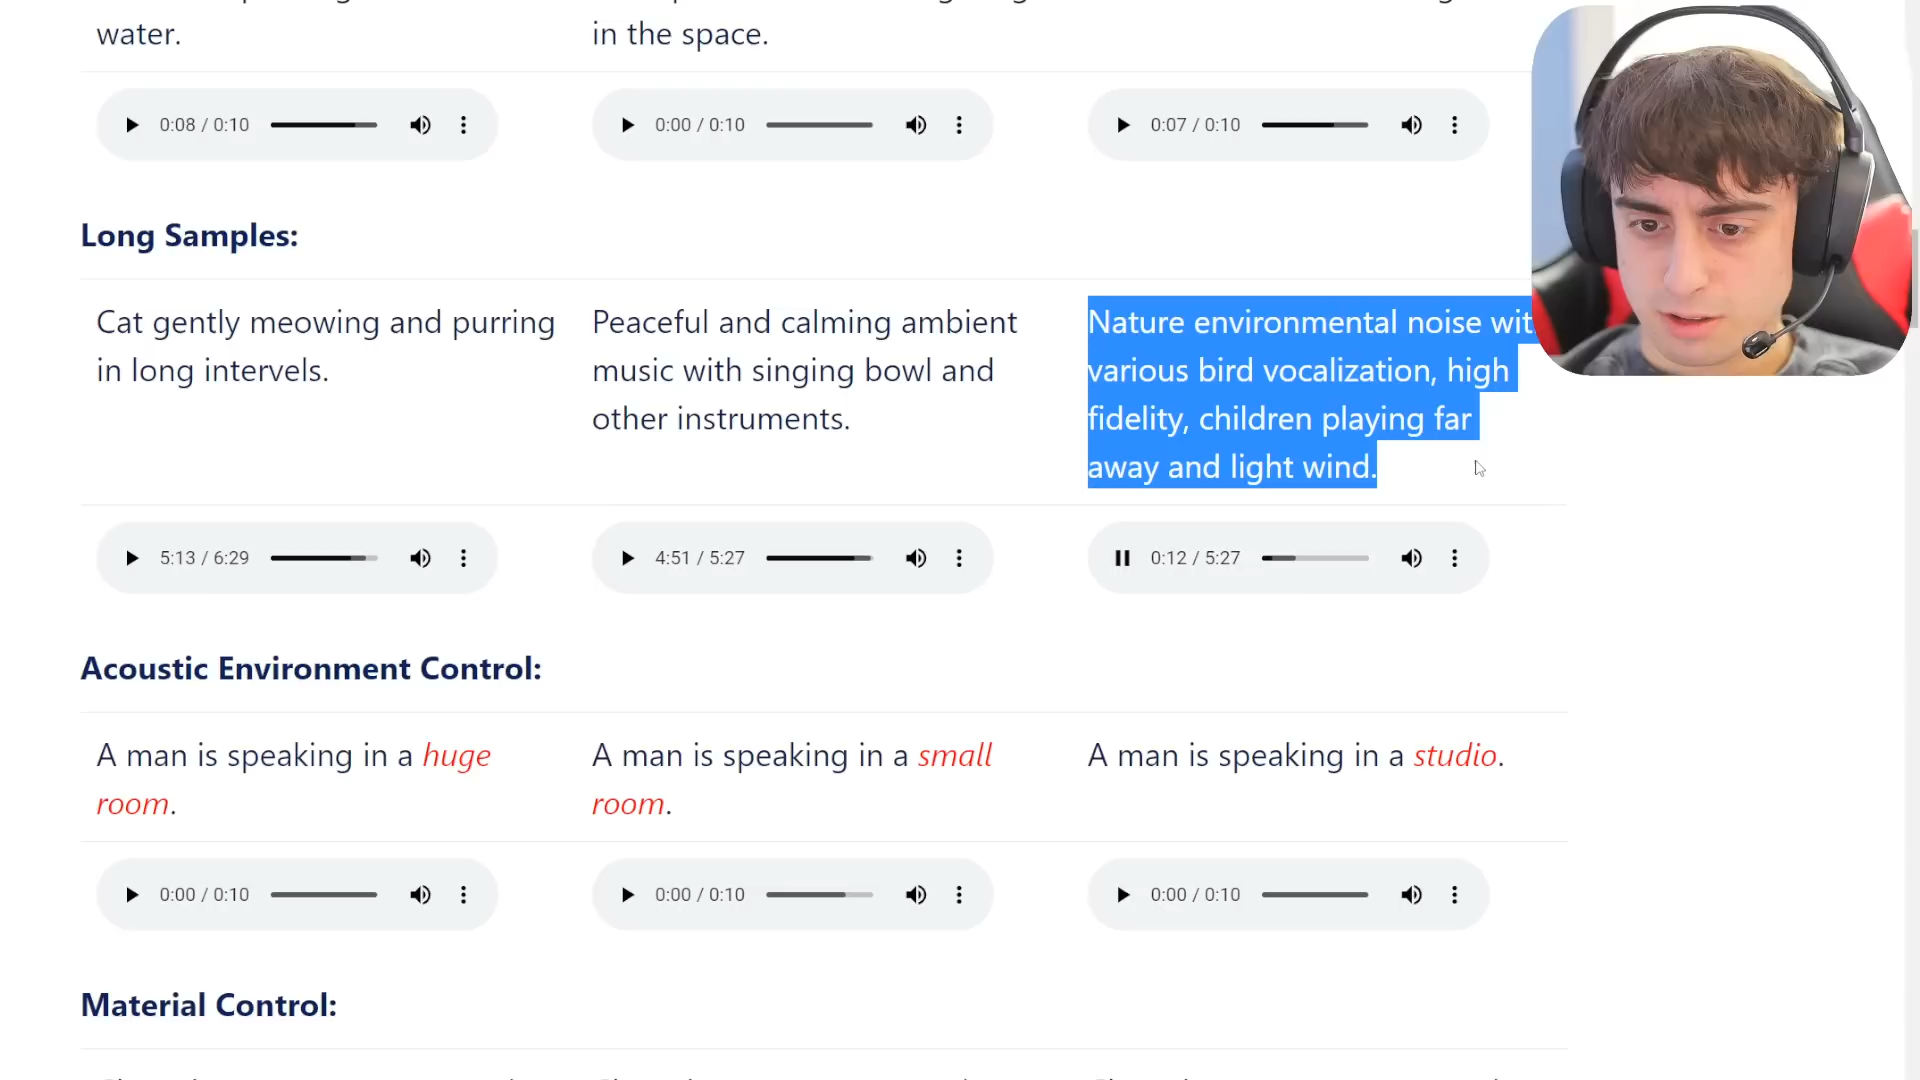 water.
in the space.
0:08 / 0:10
0:00 / 0:10
0:07 / 0:10
Long Samples:
Cat gently meowing and purring
in long intervels.
Peaceful and calming ambient
music with singing bowl and
other instruments.
Nature environmental noise wit
various bird vocalization, high
fidelity, children playing far
away and light wind.
5:13 / 6:29
4:51 / 5:27
0:12 / 5:27
Acoustic Environment Control:
A man is speaking in a huge
room.
A man is speaking in a small
room.
A man is speaking in a studio.
0:00 / 0:10
0:00 / 0:10
0:00 / 0:10
Material Control: